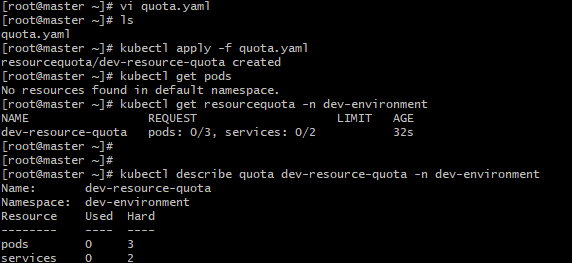 [root@master ~]# vi quota.yaml
[root@master ~]# ls
quota.yaml
[root@master ~]# kubectl apply -f quota.yaml
resourcequota/dev-resource-quota created
[root@master ~]# kubectl get pods
No resources found in default namespace.
[root@master ~]# kubectl get resourcequota -n dev-environment
NAME                 REQUEST                   LIMIT   AGE
dev-resource-quota   pods: 0/3, services: 0/2           32s
[root@master ~]#
[root@master ~]#
[root@master ~]# kubectl describe quota dev-resource-quota -n dev-environment
Name:       dev-resource-quota
Namespace:  dev-environment
Resource    Used  Hard
--------    ----  ----
pods        0     3
services    0     2